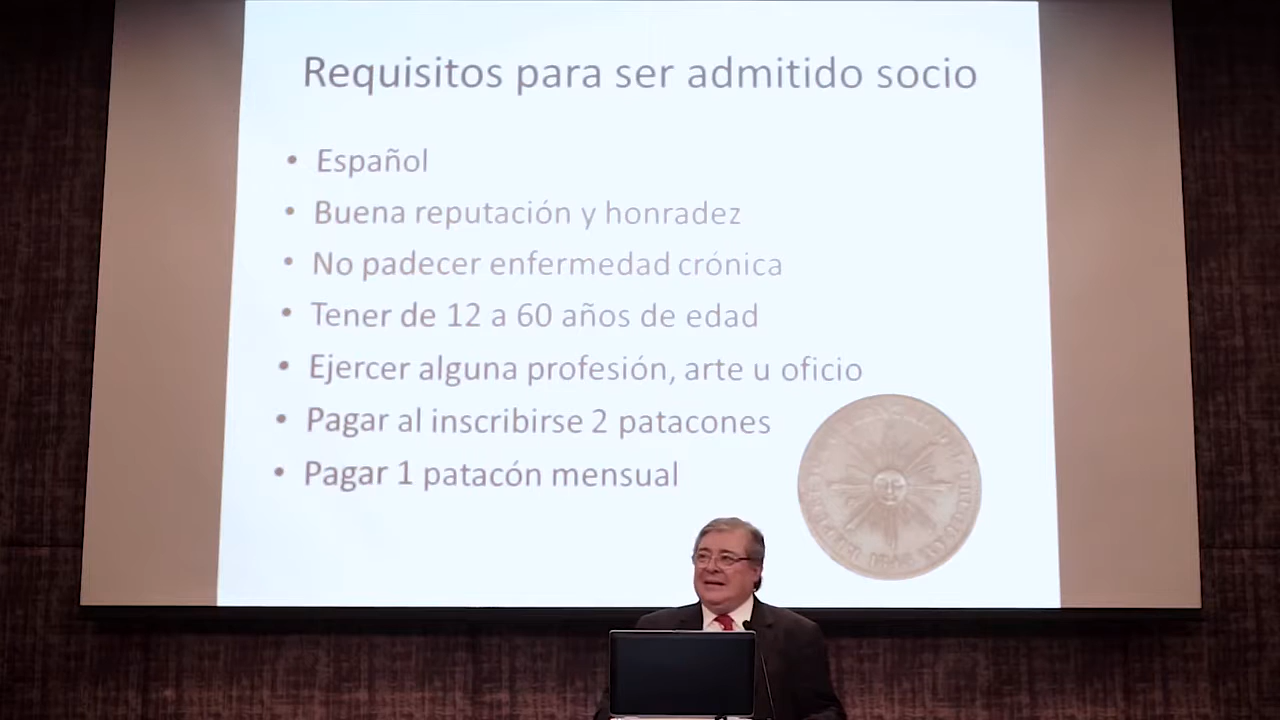 Requisitos para ser admitido socio
• Español
• Buena reputación y honradez
• No padecer enfermedad crónica
• Tener de 12 a 60 años de edad
• Ejercer alguna profesión, arte u oficio
• Pagar al inscribirse 2 patacones
• Pagar 1 patacón mensual